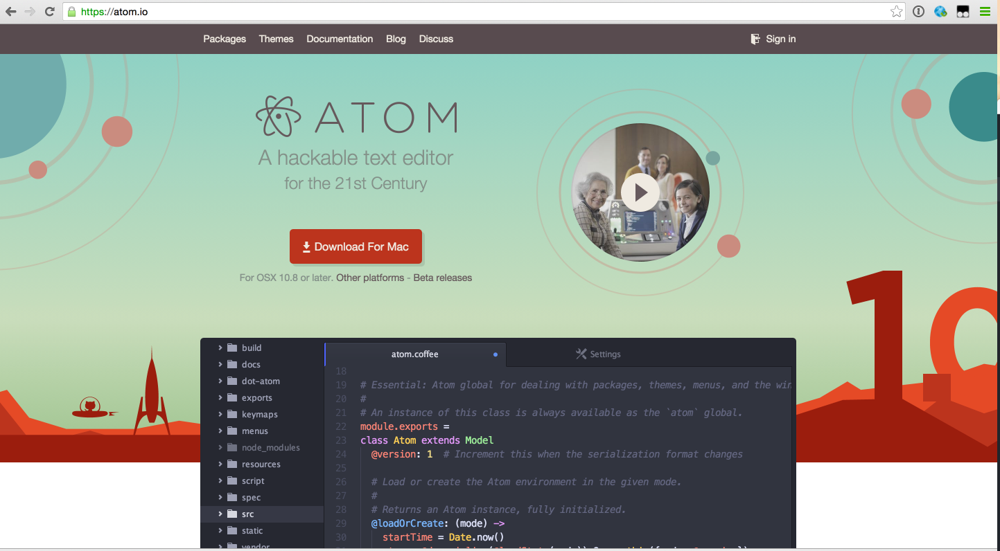 https://atom.io
Packages Themes Documentation Blog Discuss Sign in
ATOM
A hackable text editor
for the 21st Century
Download For Mac
For OSX 10.8 or later. Other platforms - Beta releases
1.0
build
docs
dot-atom
exports
keymaps
menus
node_modules
resources
script
spec
src
static
vendor
atom.coffee Settings
18
19 # Essential: Atom global for dealing with packages, themes, menus, and the win
20 #
21 # An instance of this class is always available as the `atom` global.
22 module.exports =
23 class Atom extends Model
24 @version: 1 # Increment this when the serialization format changes
25
26 # Load or create the Atom environment in the given mode.
27 #
28 # Returns an Atom instance, fully initialized.
29 @loadOrCreate: (mode) ->
30 startTime = Date.now()